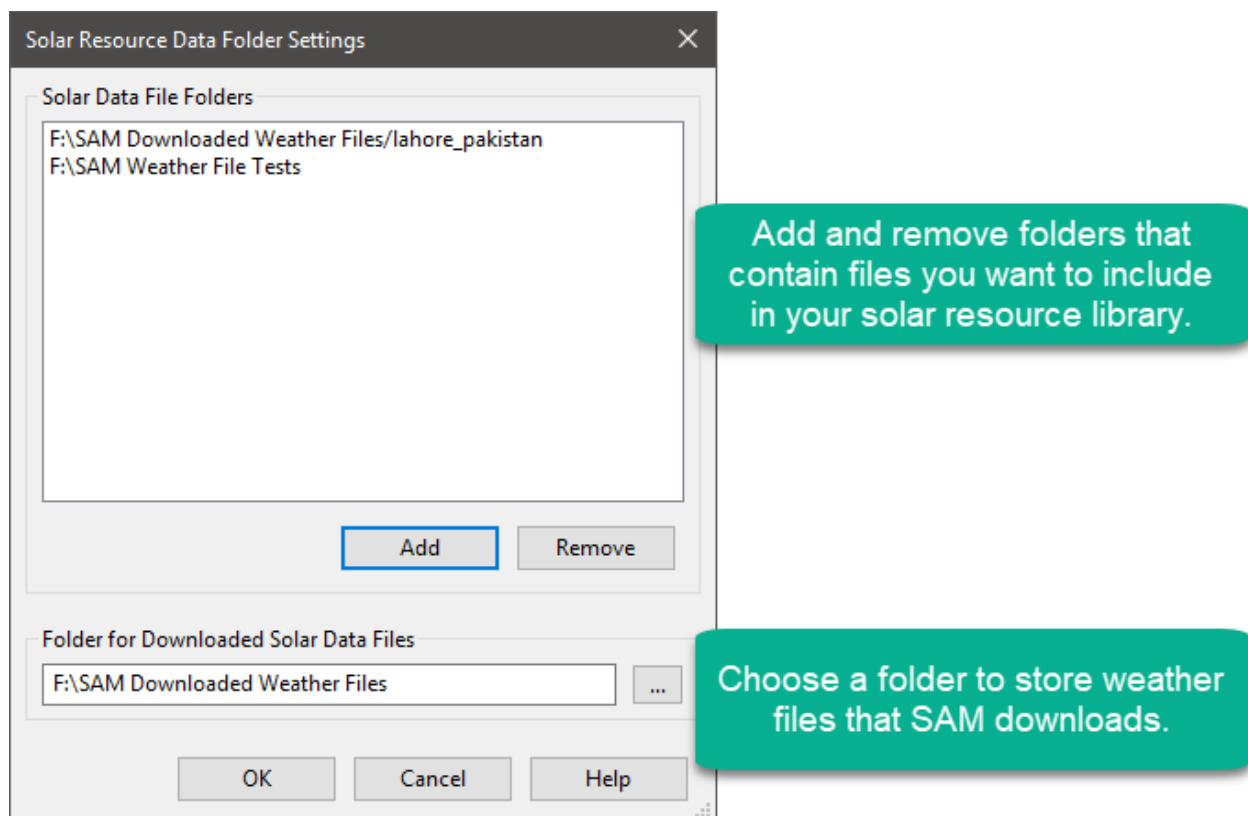 Solar Resource Data Folder Settings
Solar Data File Folders
F:\SAM Downloaded Weather Files/lahore_pakistan
F:\SAM Weather File Tests
Add and remove folders that
contain files you want to include
in your solar resource library.
Add
Remove
Folder for Downloaded Solar Data Files
F:\SAM Downloaded Weather Files
...
Choose a folder to store weather
files that SAM downloads.
OK
Cancel
Help